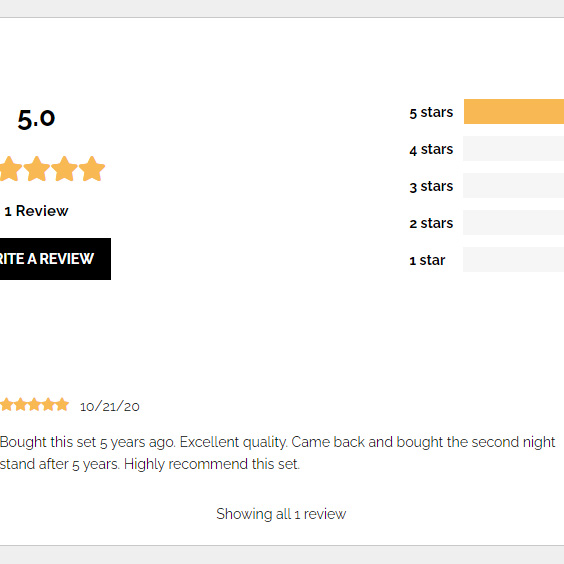 5.0
1 Review
RITE A REVIEW
5 stars
4 stars
3 stars
2 stars
1 star
10/21/20
Bought this set 5 years ago. Excellent quality. Came back and bought the second night
stand after 5 years. Highly recommend this set.
Showing all 1 review